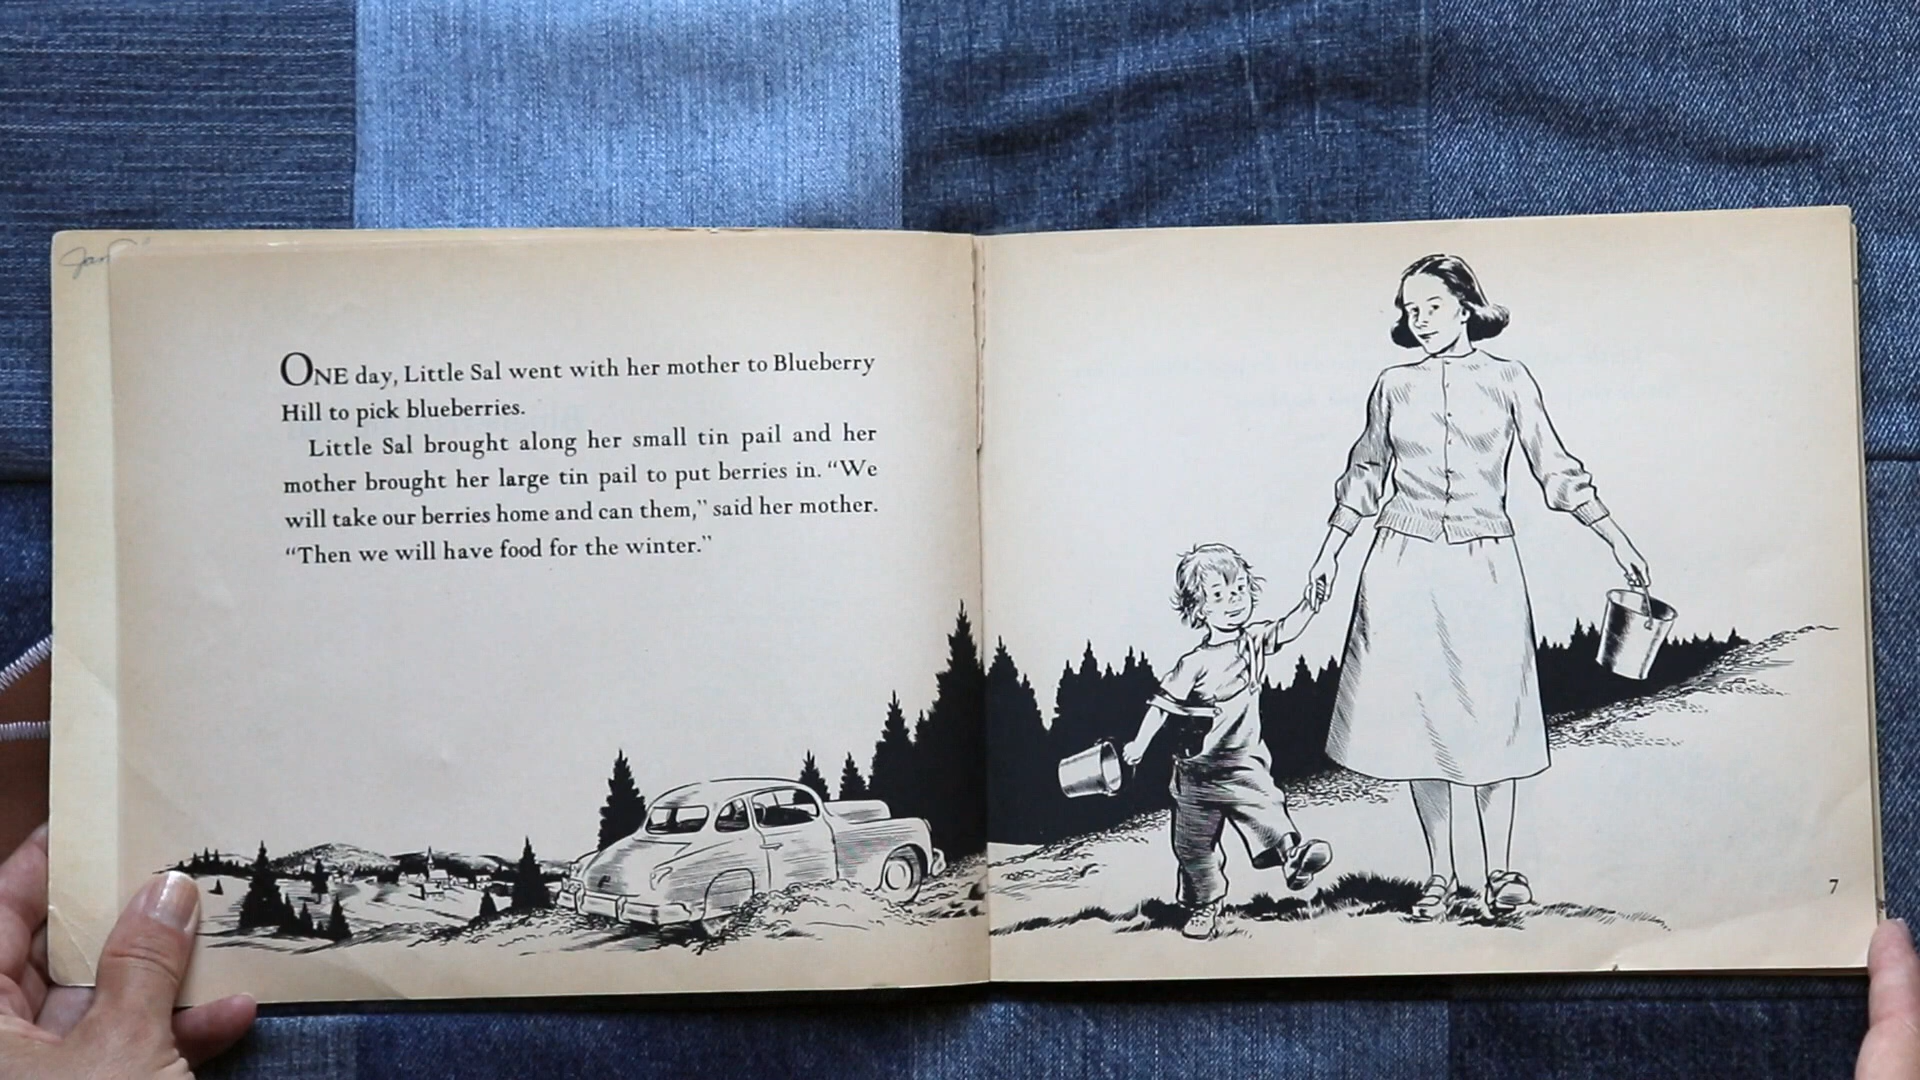 ONE day, Little Sal went with her mother to Blueberry
Hill to pick blueberries.
Little Sal brought along her small tin pail and her
mother brought her large tin pail to put berries in. “We
will take our berries home and can them,” said her mother.
“Then we will have food for the winter.”
7